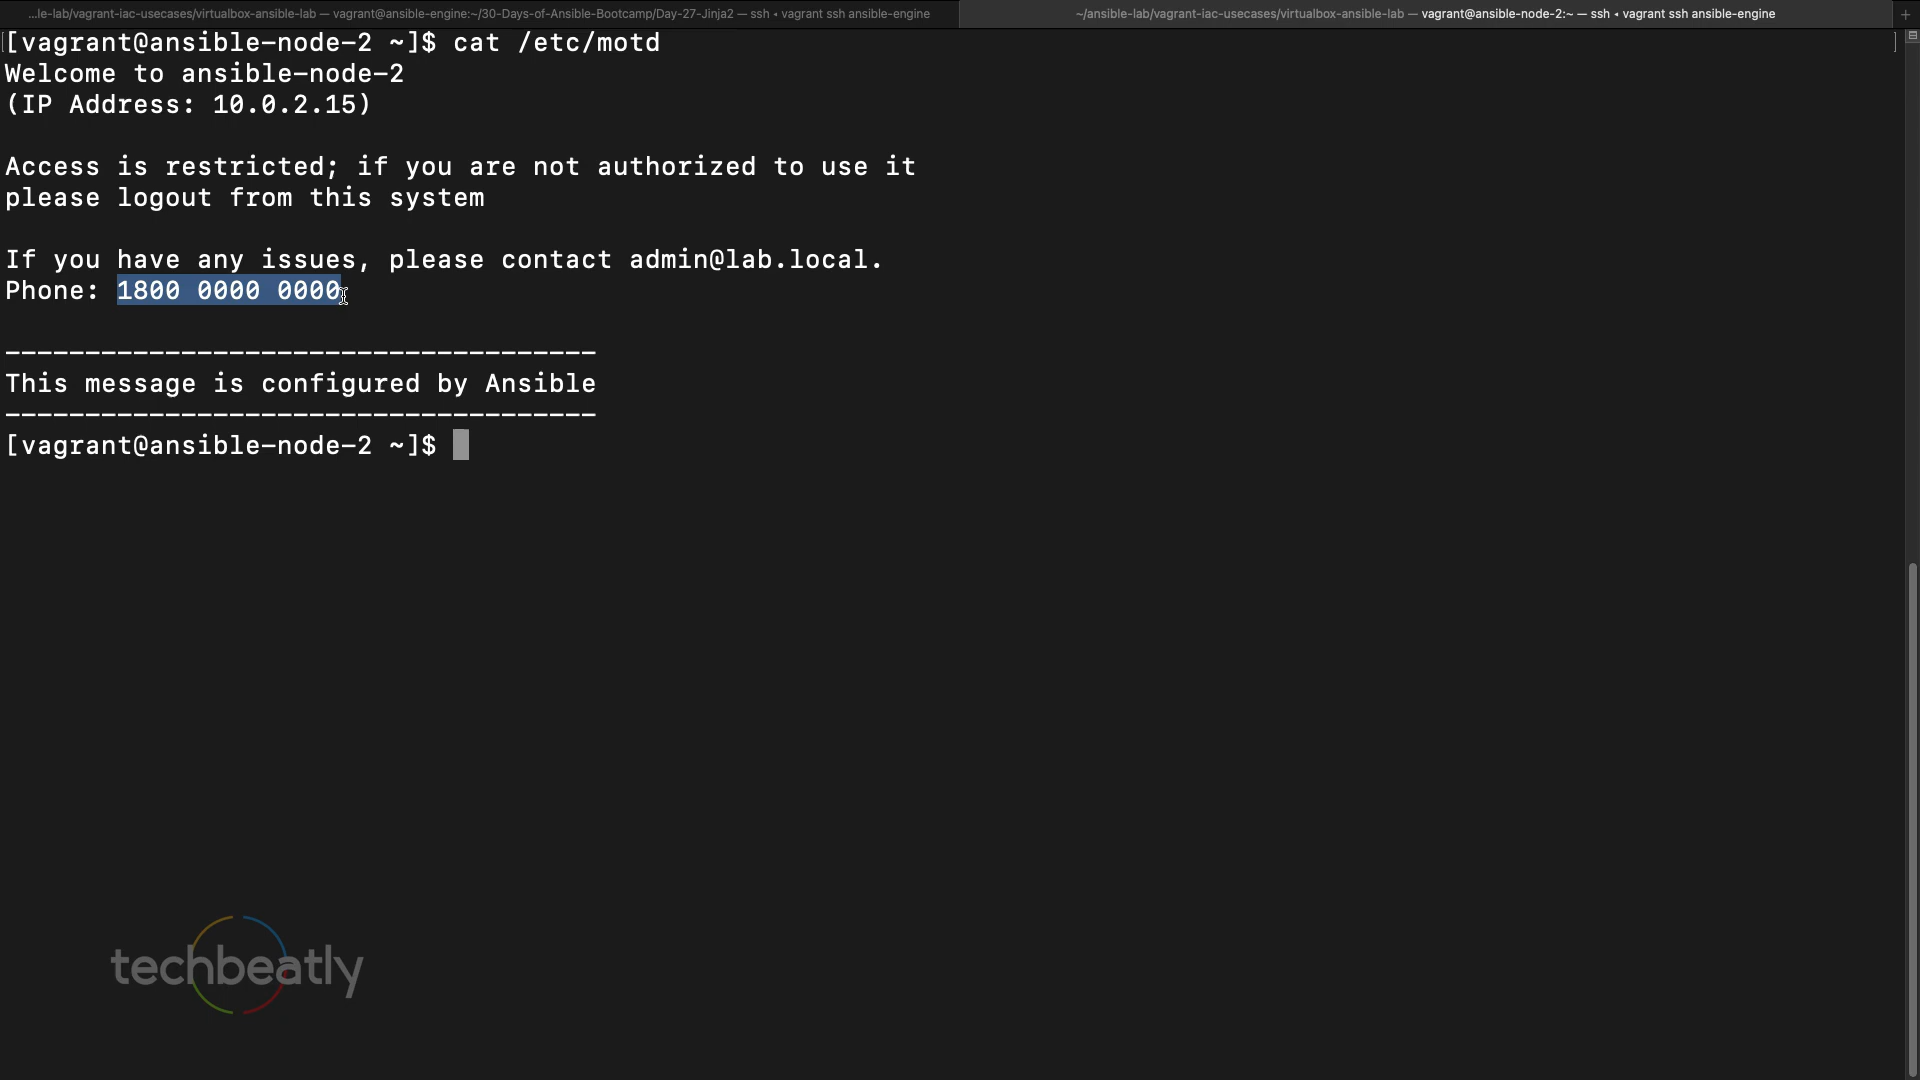 ...le-lab/vagrant-iac-usecases/virtualbox-ansible-lab — vagrant@ansible-engine:~/30-Days-of-Ansible-Bootcamp/Day-27-Jinja2 — ssh ◂ vagrant ssh ansible-engine
~/ansible-lab/vagrant-iac-usecases/virtualbox-ansible-lab — vagrant@ansible-node-2:~ — ssh ◂ vagrant ssh ansible-engine
[vagrant@ansible-node-2 ~]$ cat /etc/motd
Welcome to ansible-node-2
(IP Address: 10.0.2.15)
Access is restricted; if you are not authorized to use it
please logout from this system
If you have any issues, please contact admin@lab.local.
Phone: 1800 0000 0000
-------------------------------------
This message is configured by Ansible
-------------------------------------
[vagrant@ansible-node-2 ~]$
techbeatly